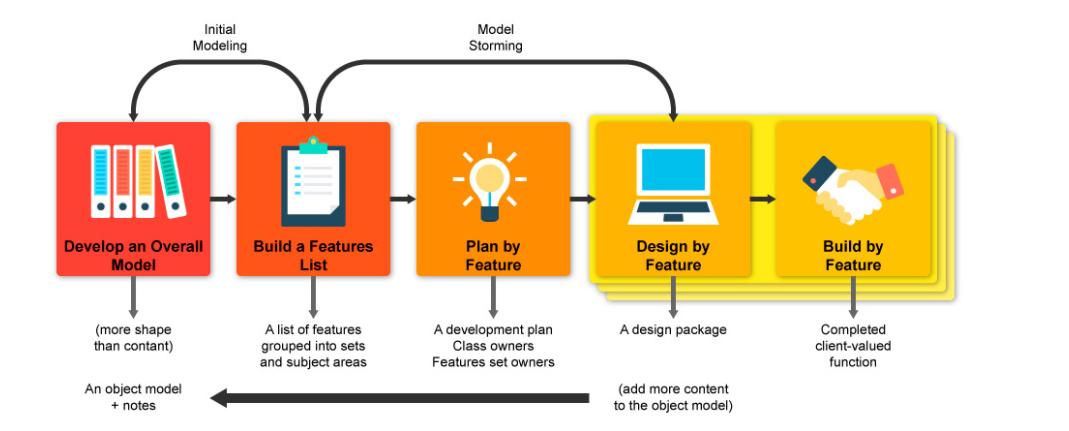 Initial
Modeling
Model
Storming
Develop an Overall
Model
Build a Features
List
Plan by
Feature
Design by
Feature
Build by
Feature
(more shape
than contant)
A list of features
grouped into sets
and subject areas
A development plan
Class owners
Features set owners
A design package
Completed
client-valued
function
An object model
+ notes
(add more content
to the object model)